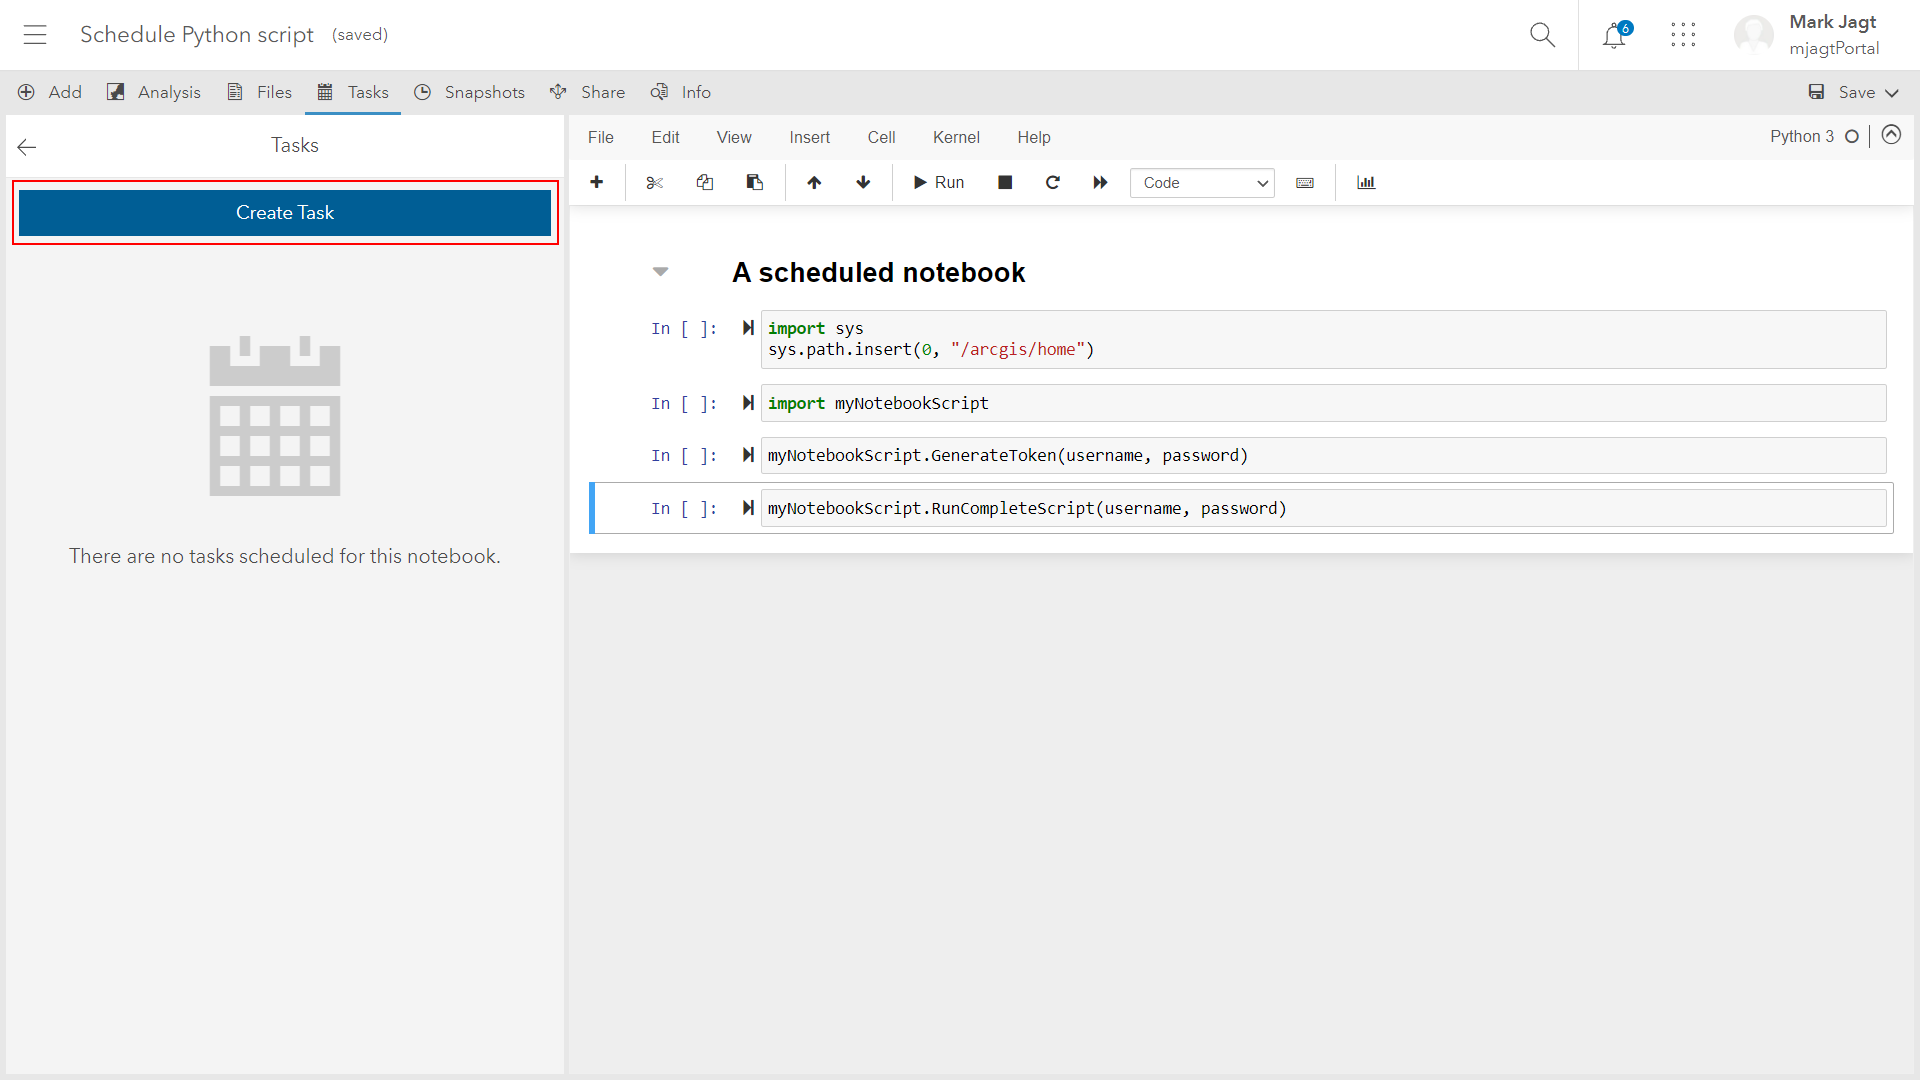 Schedule Python script (saved)
6
Mark Jagt
mjagtPortal
Add Analysis Files Tasks Snapshots Share Info Save
Tasks
Create Task
There are no tasks scheduled for this notebook.
File Edit View Insert Cell Kernel Help Python 3
Run Code
A scheduled notebook
In [ ]: import sys
sys.path.insert(0, "/arcgis/home")
In [ ]: import myNotebookScript
In [ ]: myNotebookScript.GenerateToken(username, password)
In [ ]: myNotebookScript.RunCompleteScript(username, password)